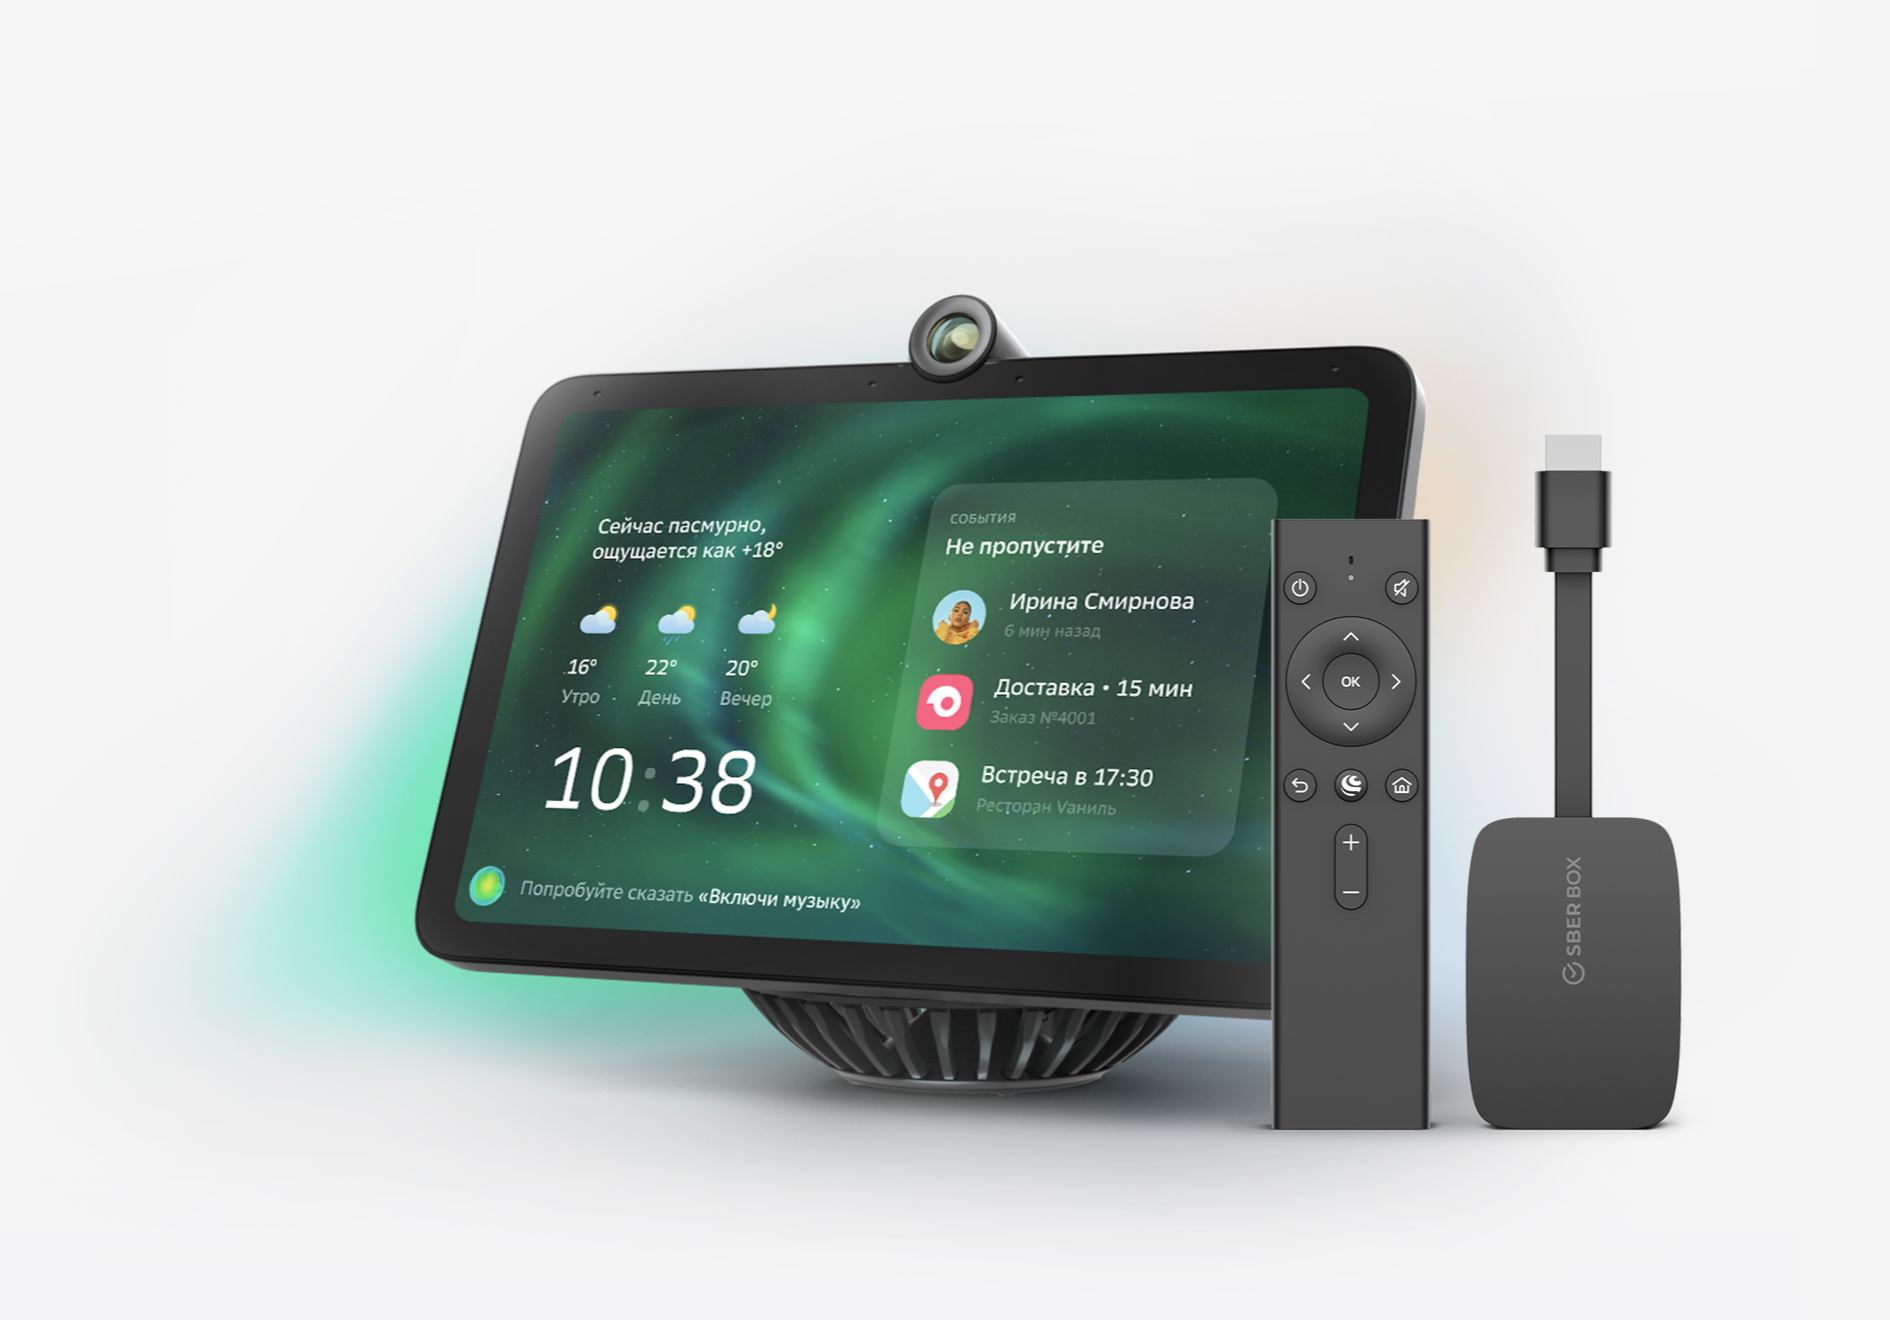 Сейчас пасмурно,
ощущается как +18°
16° 22° 20°
Утро День Вечер
10:38
Попробуйте сказать «Включи музыку»
СОБЫТИЯ
Не пропустите
Ирина Смирнова
6 мин назад
Доставка • 15 мин
Заказ №4001
Встреча в 17:30
Ресторан Vаниль
OK
SBER BOX